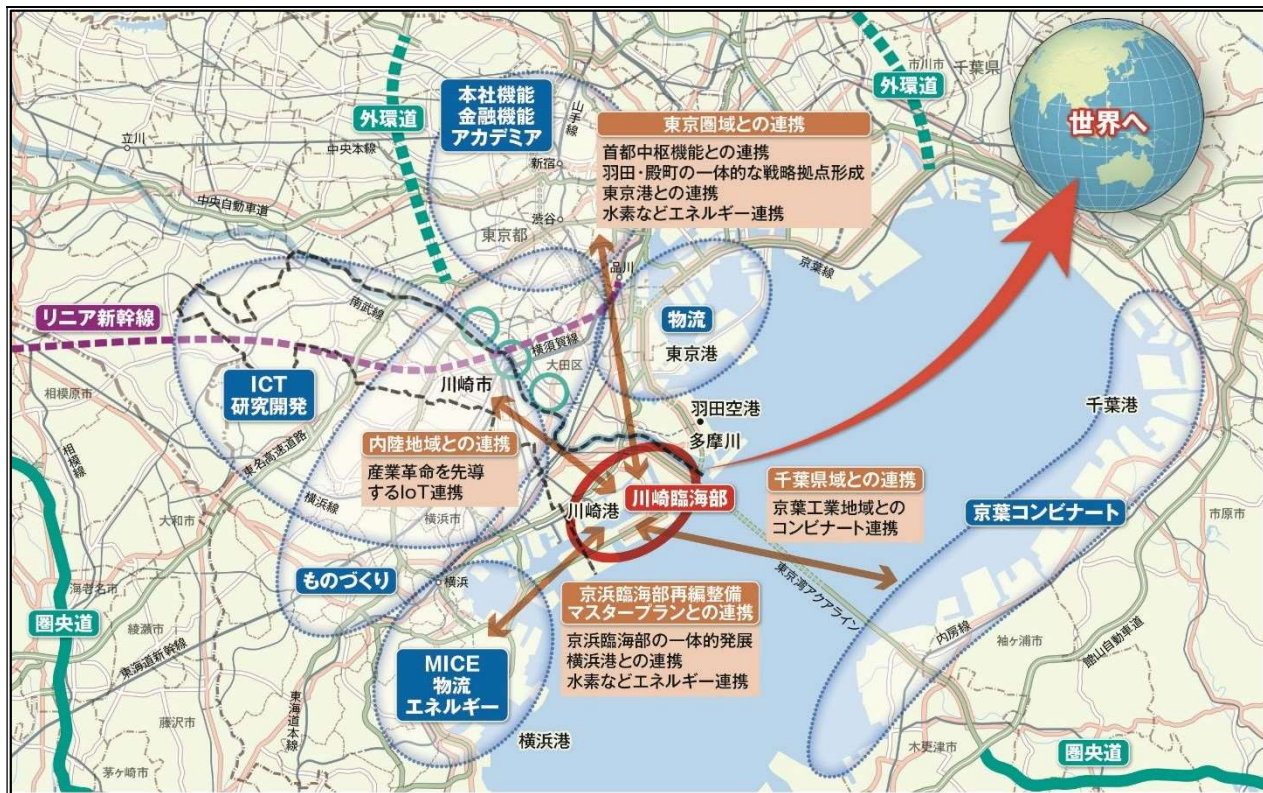 市川市
千葉県
外環道
外環道
本社機能
金融機能
アカデミア
山手線
立川
中央本線
新宿
中央自動車道
渋谷
東京都
東京圏域との連携
首都中枢機能との連携
羽田・殿町の一体的な戦略拠点形成
東京港との連携
水素などエネルギー連携
世界へ
品川
京葉線
南武線
リニア新幹線
横須賀線
物流
東京港
大田区
川崎市
相模原市
ICT
研究開発
羽田空港
多摩川
千葉港
相模線
東名高速道路
内陸地域との連携
産業革命を先導
するIoT連携
川崎港
川崎臨海部
千葉県域との連携
京葉工業地域との
コンビナート連携
京葉コンビナート
市原市
横浜線
横浜市
大和市
海老名市
ものづくり
横浜
東京湾アクアライン
京浜臨海部再編整備
マスタープランとの連携
京浜臨海部の一体的発展
横浜港との連携
水素などエネルギー連携
圏央道
綾瀬市
東海道新幹線
内房線
袖ヶ浦市
館山自動車道
MICE
物流
エネルギー
藤沢市
東海道本線
横浜港
木更津市
圏央道
茅ヶ崎市